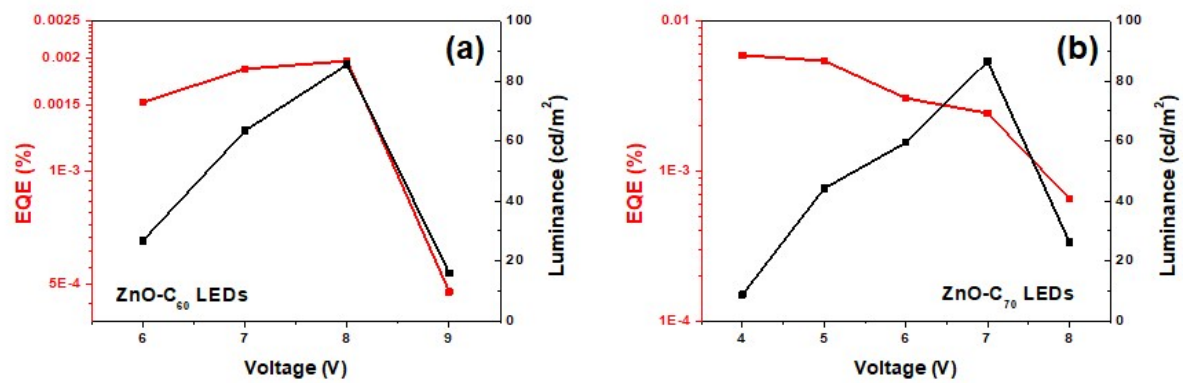 (a)
EQE (%)
0.0025
0.002
0.0015
1E-3
5E-4
100
80
60
40
20
0
Luminance (cd/m²)
ZnO-C₆₀ LEDs
6 7 8 9
Voltage (V)
(b)
EQE (%)
0.01
1E-3
1E-4
100
80
60
40
20
0
Luminance (cd/m²)
ZnO-C₇₀ LEDs
4 5 6 7 8
Voltage (V)